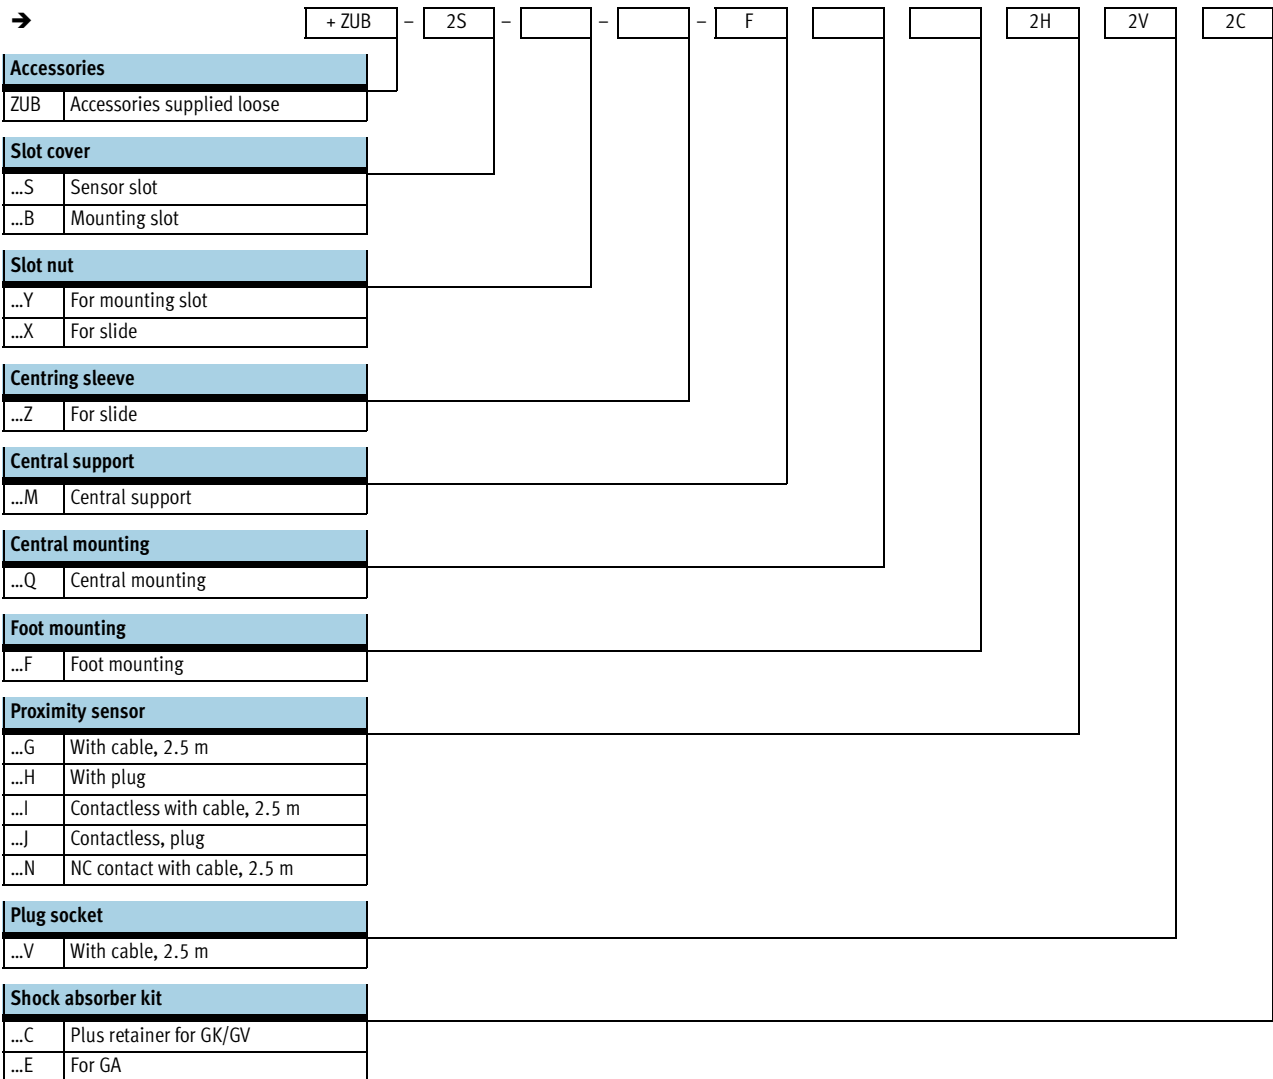 ➔ + ZUB – 2S – – – F 2H 2V 2C
Accessories
ZUB Accessories supplied loose
Slot cover
...S Sensor slot
...B Mounting slot
Slot nut
...Y For mounting slot
...X For slide
Centring sleeve
...Z For slide
Central support
...M Central support
Central mounting
...Q Central mounting
Foot mounting
...F Foot mounting
Proximity sensor
...G With cable, 2.5 m
...H With plug
...I Contactless with cable, 2.5 m
...J Contactless, plug
...N NC contact with cable, 2.5 m
Plug socket
...V With cable, 2.5 m
Shock absorber kit
...C Plus retainer for GK/GV
...E For GA